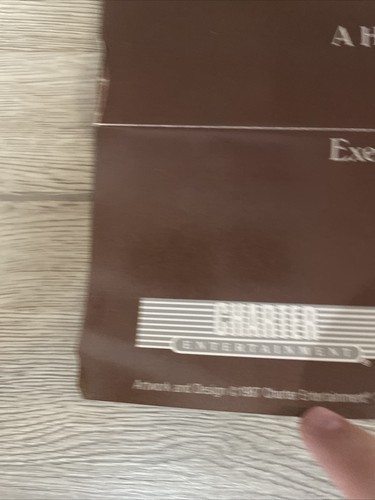 A H
Exe
CHARTER
ENTERTAINMENT
Artwork and Design © 1987 Charter Entertainment